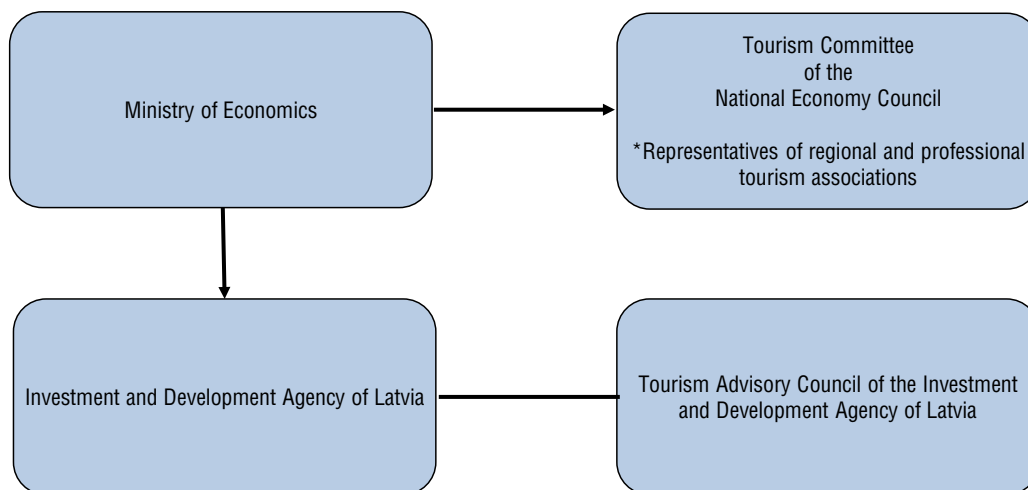 Ministry of Economics
Tourism Committee
of the
National Economy Council
*Representatives of regional and professional
tourism associations
Investment and Development Agency of Latvia
Tourism Advisory Council of the Investment
and Development Agency of Latvia